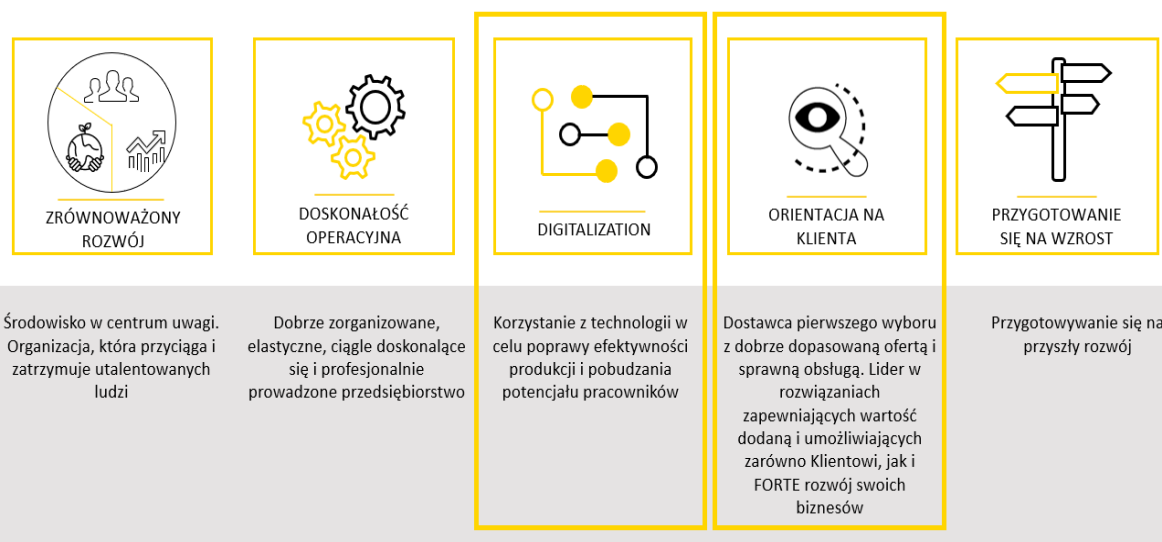 ZRÓWNOWAŻONY
ROZWÓJ
DOSKONAŁOŚĆ
OPERACYJNA
DIGITALIZATION
ORIENTACJA NA
KLIENTA
PRZYGOTOWANIE
SIĘ NA WZROST
Środowisko w centrum uwagi.
Organizacja, która przyciąga i
zatrzymuje utalentowanych
ludzi
Dobrze zorganizowane,
elastyczne, ciągle doskonalące
się i profesjonalnie
prowadzone przedsiębiorstwo
Korzystanie z technologii w
celu poprawy efektywności
produkcji i pobudzania
potencjału pracowników
Dostawca pierwszego wyboru
z dobrze dopasowaną ofertą i
sprawną obsługą. Lider w
rozwiązaniach
zapewniających wartość
dodaną i umożliwiających
zarówno Klientowi, jak i
FORTE rozwój swoich
biznesów
Przygotowywanie się na
przyszły rozwój